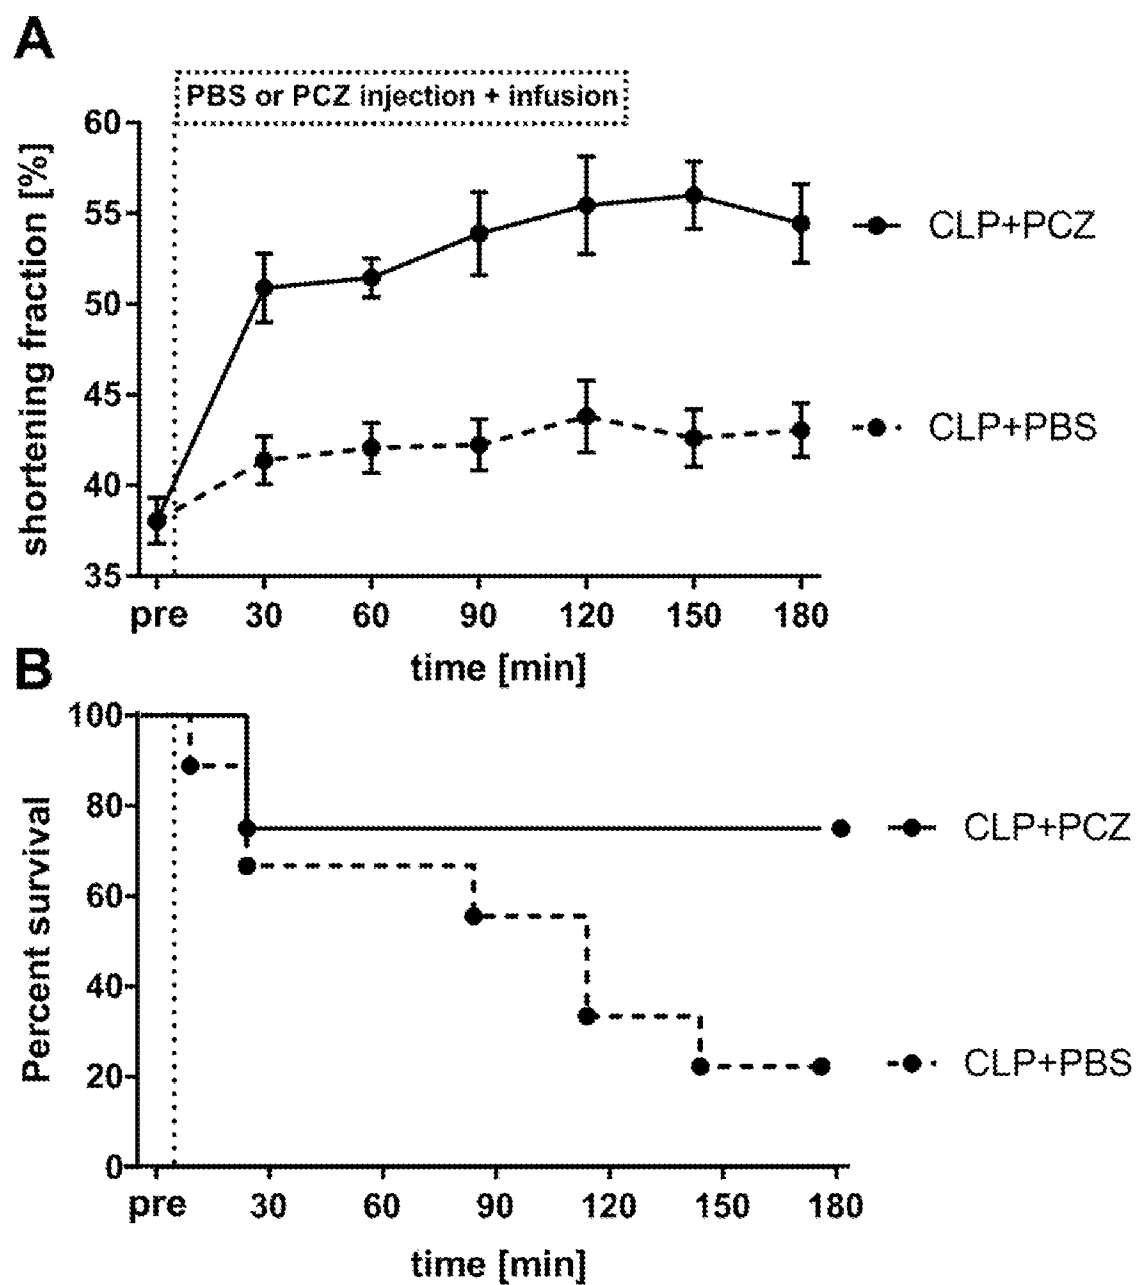 A
PBS or PCZ injection + infusion
shortening fraction [%]
60
55
50
45
40
35
CLP+PCZ
CLP+PBS
pre 30 60 90 120 150 180
time [min]
B
Percent survival
100
80
60
40
20
0
CLP+PCZ
CLP+PBS
pre 30 60 90 120 150 180
time [min]